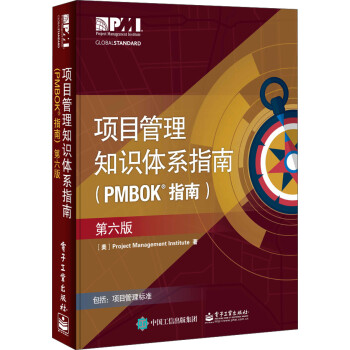 PMI
Project Management Institute
GLOBALSTANDARD
项目管理
知识体系指南
(PMBOK®指南)
第六版
[美] Project Management Institute 著
包括:项目管理标准
中国工信出版集团
电子工业出版社
PMI
项目管理知识体系指南
(PMBOK®指南) 第六版
电子工业出版社